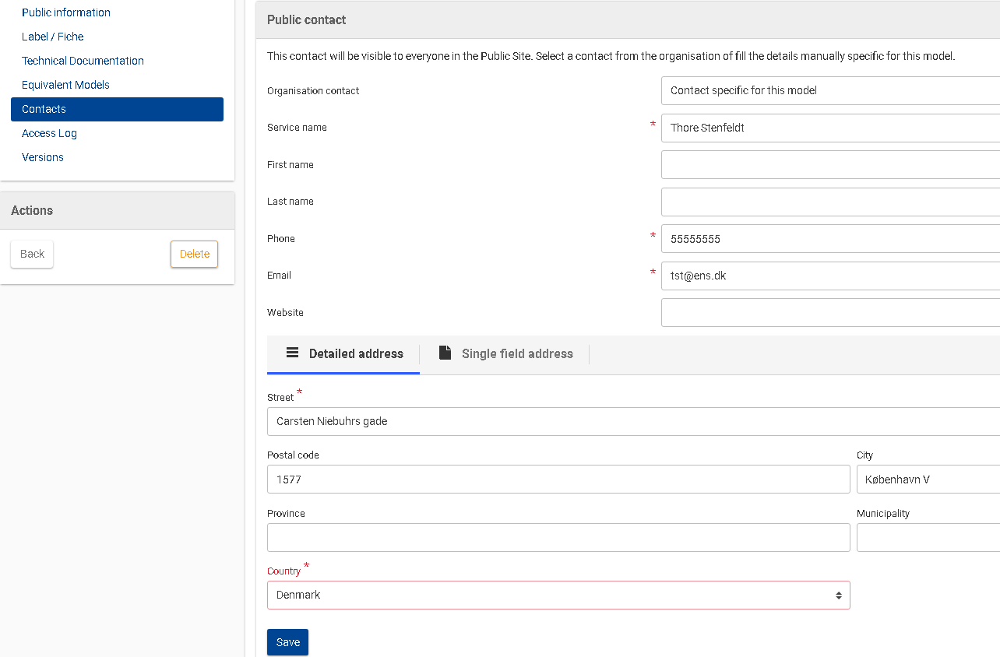 Public information
Label / Fiche
Technical Documentation
Equivalent Models
Contacts
Access Log
Versions
Actions
Back
Delete
Public contact
This contact will be visible to everyone in the Public Site. Select a contact from the organisation of fill the details manually specific for this model.
Organisation contact
Contact specific for this model
Service name * Thore Stenfeldt
First name
Last name
Phone * 55555555
Email * tst@ens.dk
Website
Detailed address
Single field address
Street *
Carsten Niebuhrs gade
Postal code
1577
City
København V
Province
Municipality
Country *
Denmark
Save